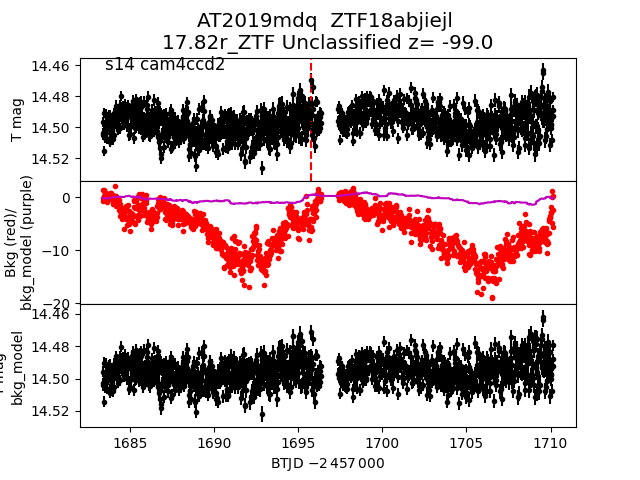 AT2019mdq  ZTF18abjiejl
17.82r_ZTF Unclassified z= -99.0
s14 cam4ccd2
14.46
14.48
14.50
14.52
T mag
0
−10
−20
Bkg (red)/
bkg_model (purple)
14.46
14.48
14.50
14.52
mag
bkg_model
1685
1690
1695
1700
1705
1710
BTJD −2 457 000